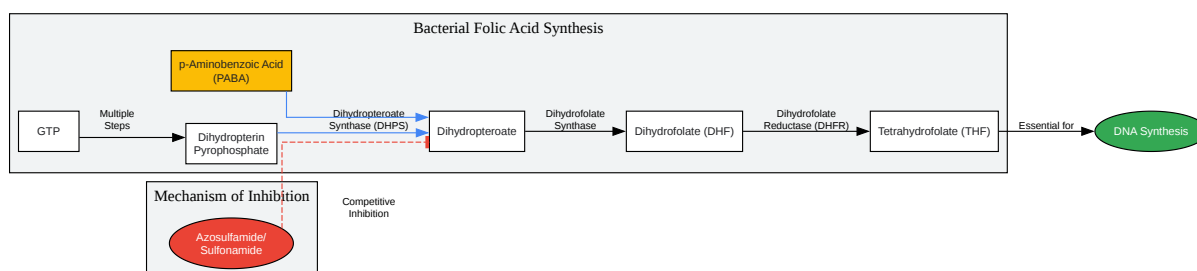 Bacterial Folic Acid Synthesis
p-Aminobenzoic Acid
(PABA)
GTP
Multiple
Steps
Dihydropterin
Pyrophosphate
Dihydropteroate
Synthase (DHPS)
Dihydropteroate
Dihydrofolate
Synthase
Dihydrofolate (DHF)
Dihydrofolate
Reductase (DHFR)
Tetrahydrofolate (THF)
Essential for
DNA Synthesis
Mechanism of Inhibition
Azosulfamide/
Sulfonamide
Competitive
Inhibition